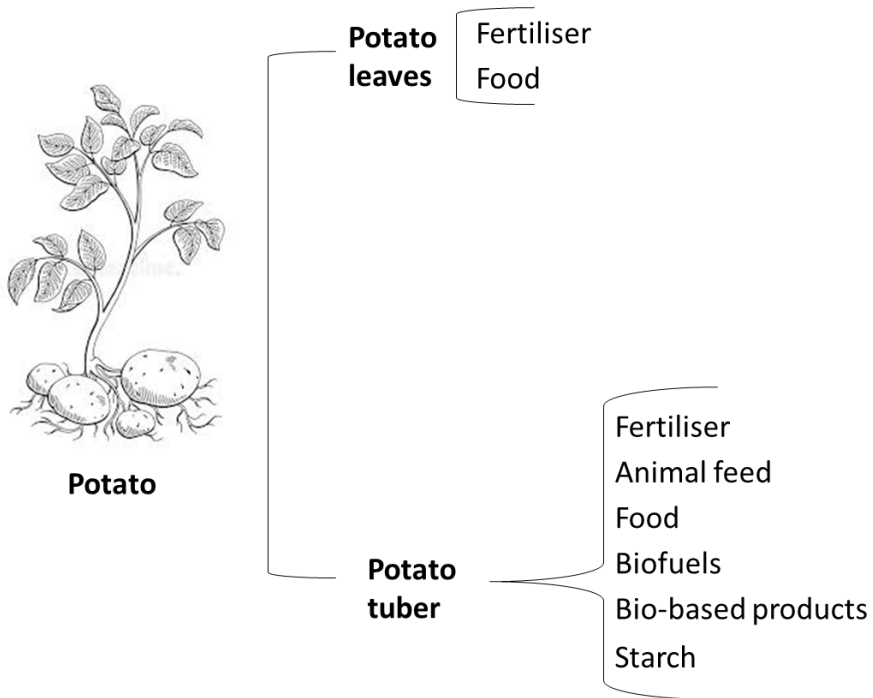 Potato
leaves
Fertiliser
Food
Potato
Potato
tuber
Fertiliser
Animal feed
Food
Biofuels
Bio-based products
Starch